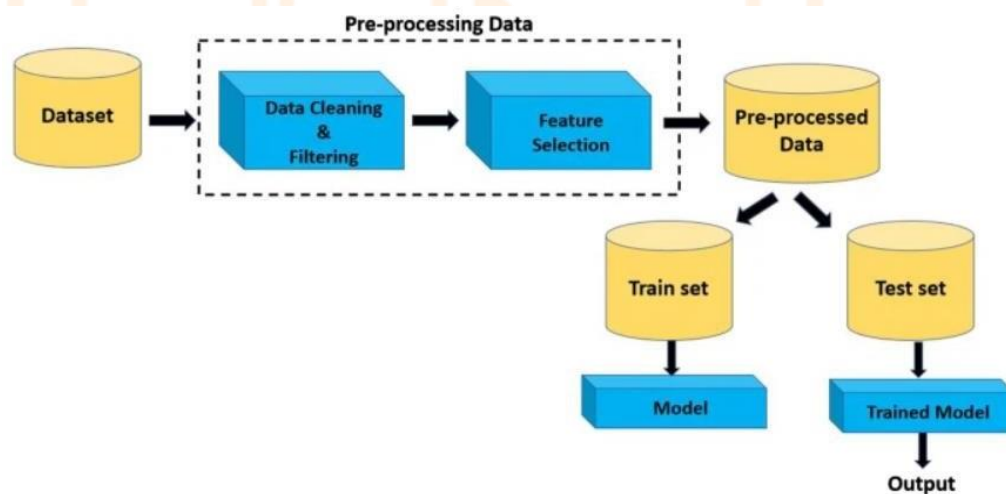 Pre-processing Data
Dataset
Data Cleaning
&
Filtering
Feature
Selection
Pre-processed
Data
Train set
Test set
Model
Trained Model
Output